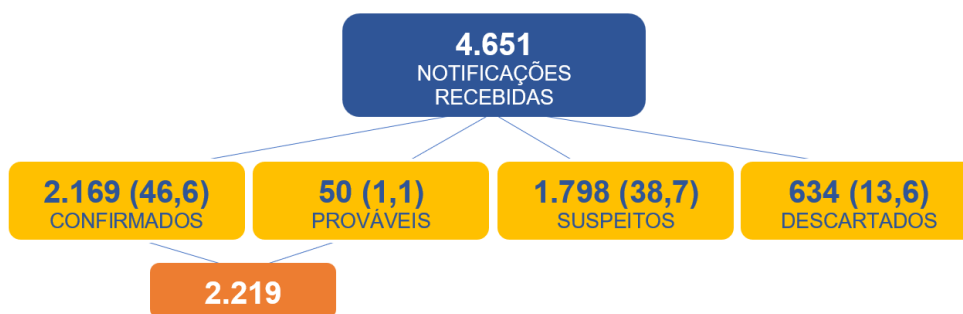 4.651
NOTIFICAÇÕES
RECEBIDAS
2.169 (46,6)
CONFIRMADOS
50 (1,1)
PROVÁVEIS
1.798 (38,7)
SUSPEITOS
634 (13,6)
DESCARTADOS
2.219